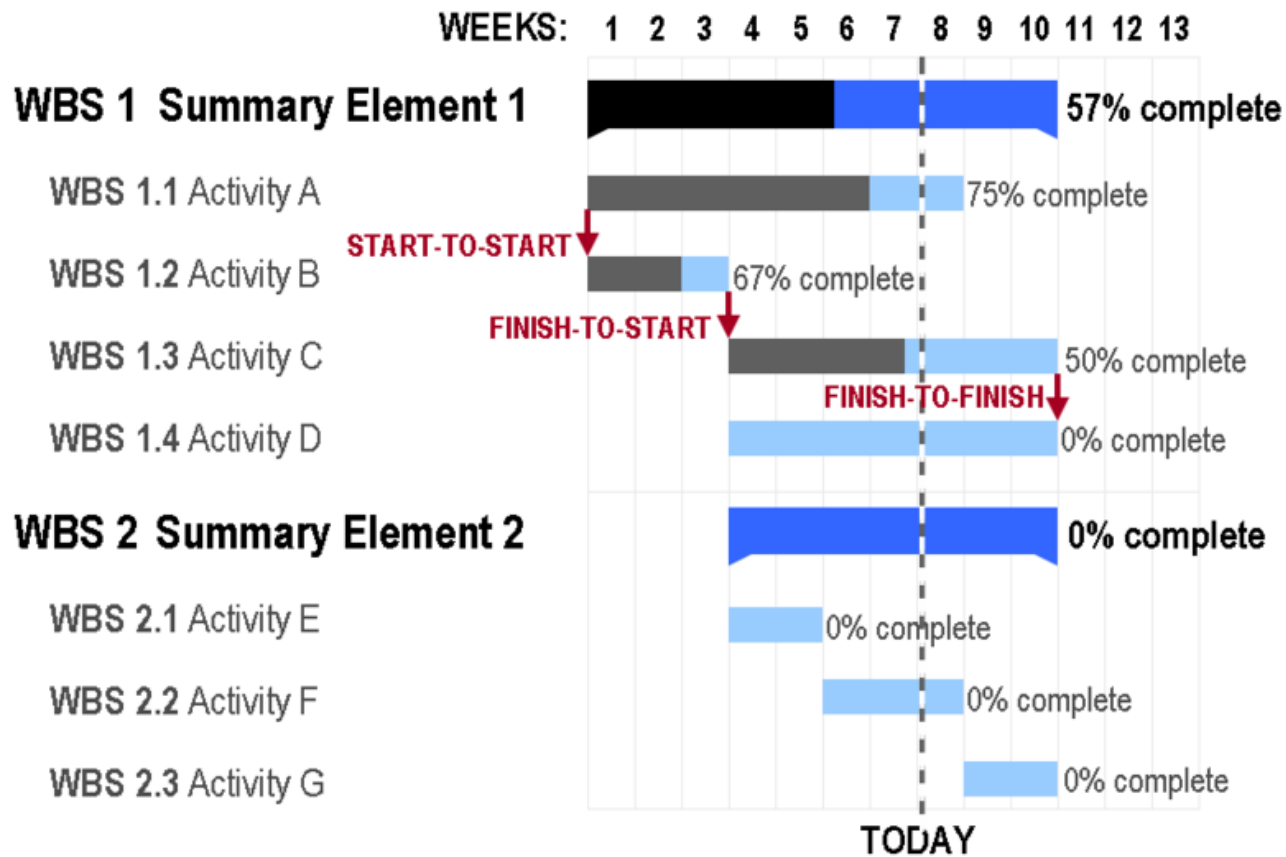 WEEKS: 1 2 3 4 5 6 7 8 9 10 11 12 13
WBS 1 Summary Element 1 57% complete
WBS 1.1 Activity A 75% complete
START-TO-START
WBS 1.2 Activity B 67% complete
FINISH-TO-START
WBS 1.3 Activity C 50% complete
FINISH-TO-FINISH
WBS 1.4 Activity D 0% complete
WBS 2 Summary Element 2 0% complete
WBS 2.1 Activity E 0% complete
WBS 2.2 Activity F 0% complete
WBS 2.3 Activity G 0% complete
TODAY